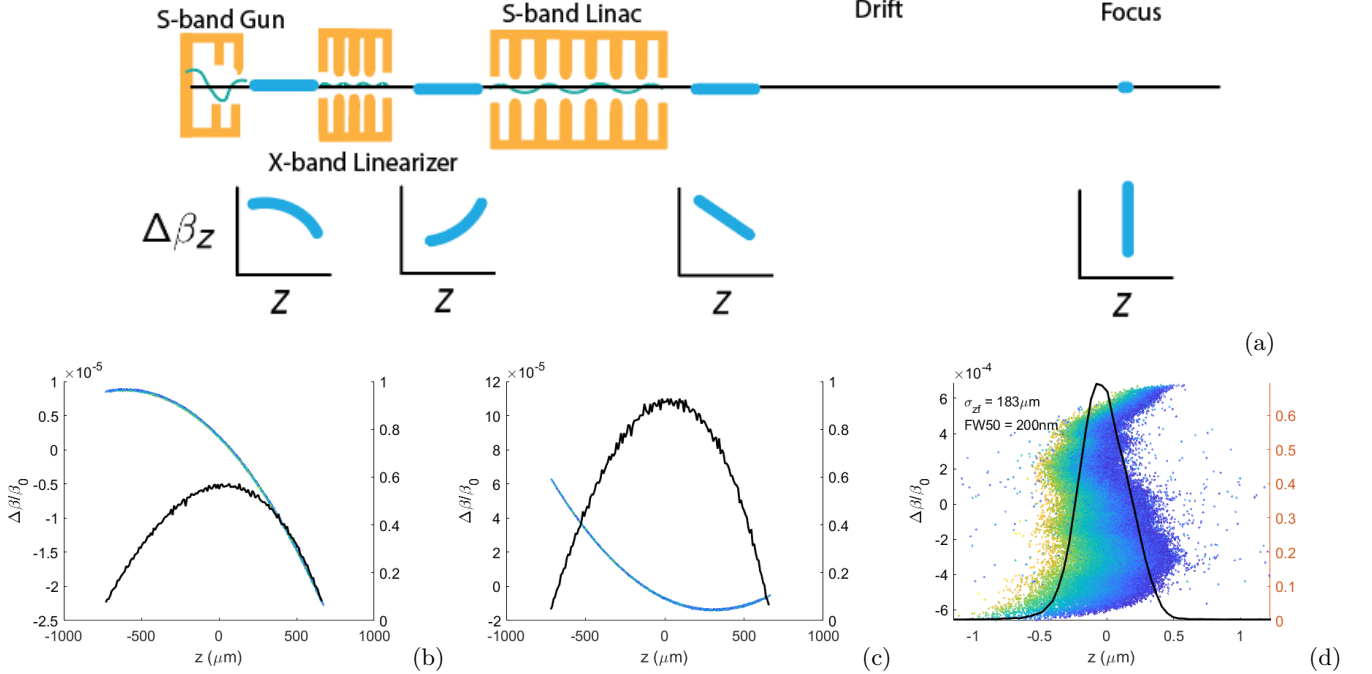 S-band Gun
S-band Linac
Drift
Focus
X-band Linearizer
Δβz
z
z
z
z
(a)
×10⁻⁵
1
0.5
0
-0.5
-1
-1.5
-2
-2.5
Δβ/β₀
1
0.8
0.6
0.4
0.2
0
-1000
-500
0
500
1000
z (μm)
(b)
×10⁻⁵
12
10
8
6
4
2
0
-2
Δβ/β₀
1
0.8
0.6
0.4
0.2
0
-1000
-500
0
500
1000
z (μm)
(c)
×10⁻⁴
σzf = 183μm
FW50 = 200nm
6
4
2
0
-2
-4
-6
Δβ/β₀
0.6
0.5
0.4
0.3
0.2
0.1
0
-1
-0.5
0
0.5
1
z (μm)
(d)